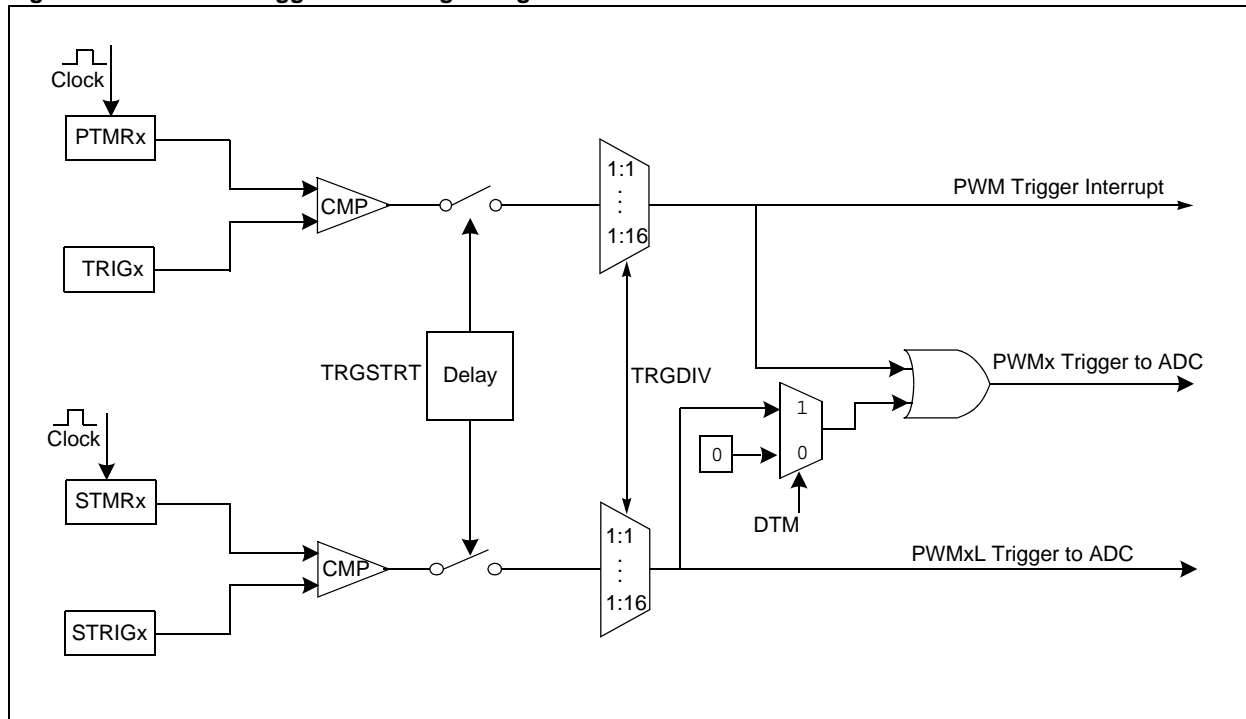 Clock
PTMRx
TRIGx
CMP
1:1
1:16
PWM Trigger Interrupt
TRGSTRT
Delay
TRGDIV
PWMx Trigger to ADC
1
0
0
DTM
Clock
STMRx
STRIGx
CMP
1:1
1:16
PWMxL Trigger to ADC